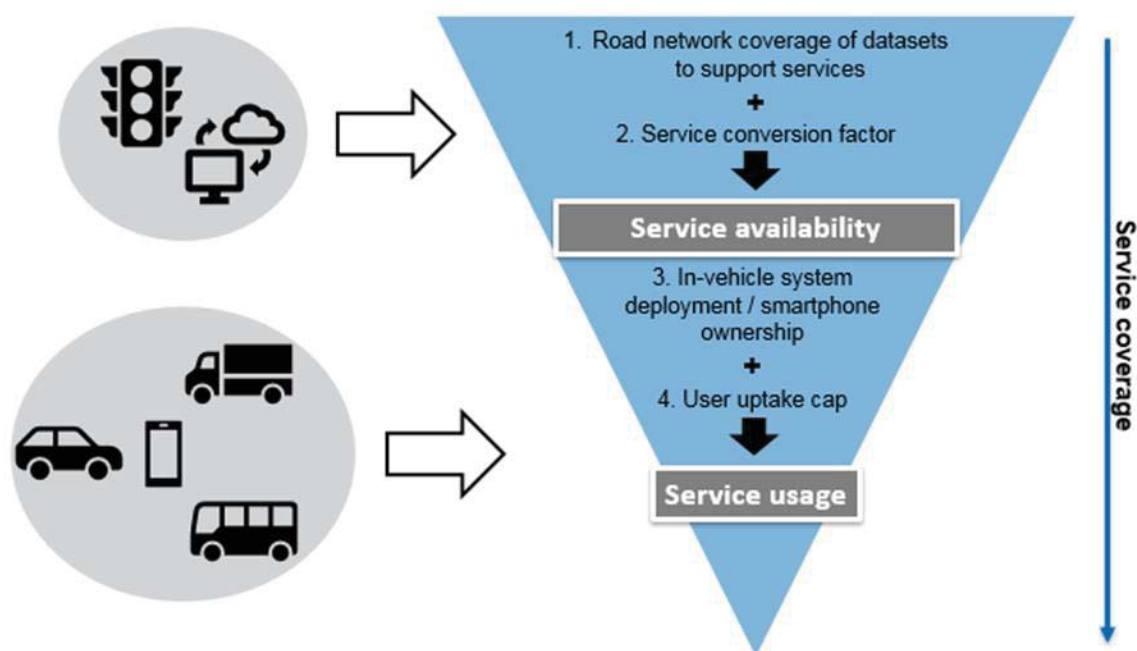 1. Road network coverage of datasets
to support services
+
2. Service conversion factor
Service availability
3. In-vehicle system
deployment / smartphone
ownership
+
4. User uptake cap
Service usage
Service coverage